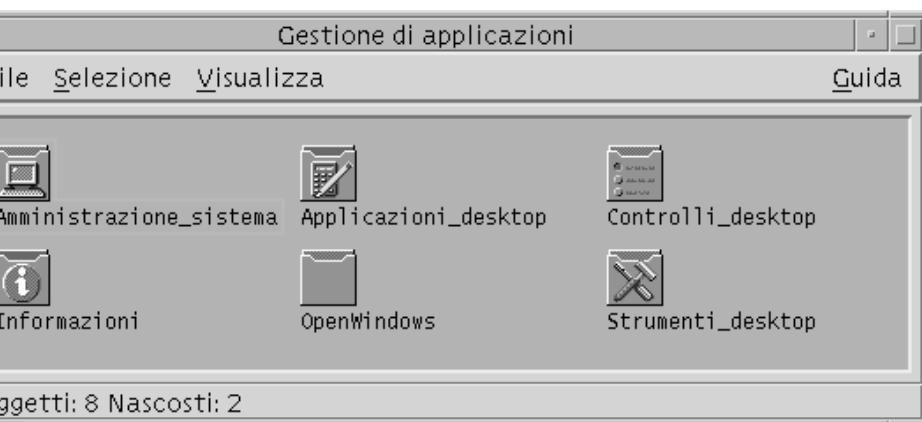 Gestione di applicazioni
ile Selezione Visualizza Guida
Amministrazione_sistema Applicazioni_desktop Controlli_desktop
Informazioni OpenWindows Strumenti_desktop
ggetti: 8 Nascosti: 2